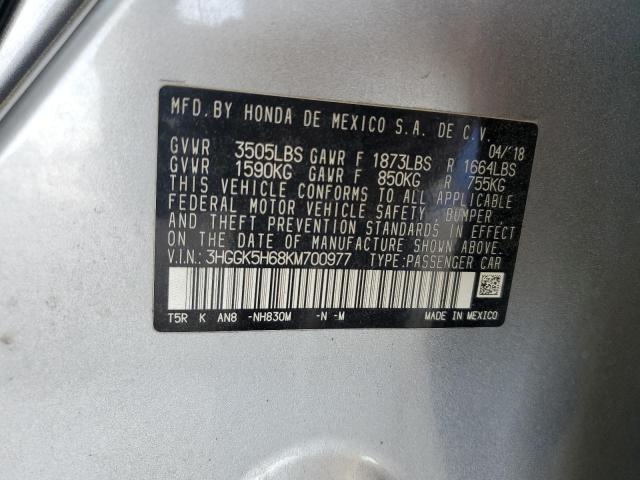 MFD. BY HONDA DE MEXICO S.A. DE C.V.
04/'18
GVWR 3505LBS GAWR F 1873LBS R 1664LBS
GVWR 1590KG GAWR F 850KG R 755KG
THIS VEHICLE CONFORMS TO ALL APPLICABLE
FEDERAL MOTOR VEHICLE SAFETY, BUMPER
AND THEFT PREVENTION STANDARDS IN EFFECT
ON THE DATE OF MANUFACTURE SHOWN ABOVE.
V.I.N.: 3HGGK5H68KM700977 TYPE: PASSENGER CAR
T5R K AN8 -NH830M -N -M MADE IN MEXICO